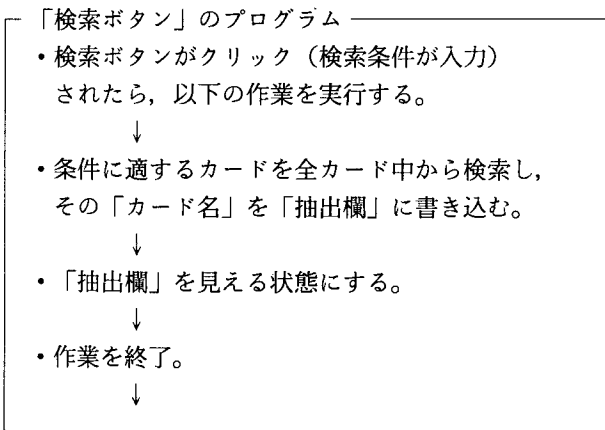 「検索ボタン」のプログラム
・検索ボタンがクリック（検索条件が入力）
されたら，以下の作業を実行する。
↓
・条件に適するカードを全カード中から検索し，
その「カード名」を「抽出欄」に書き込む。
↓
・「抽出欄」を見える状態にする。
↓
・作業を終了。
↓